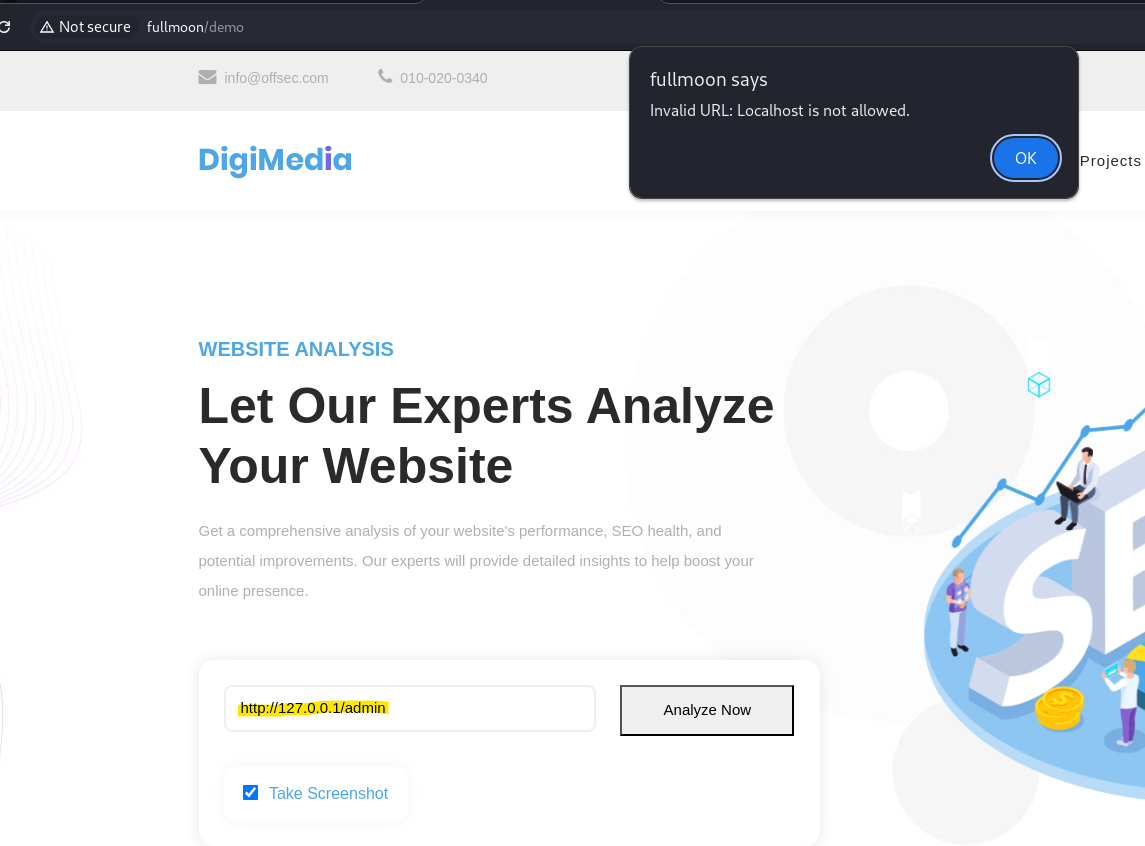 Not secure fullmoon/demo
info@offsec.com 010-020-0340
fullmoon says
Invalid URL: Localhost is not allowed.
OK
DigiMedia
Projects
WEBSITE ANALYSIS
Let Our Experts Analyze
Your Website
Get a comprehensive analysis of your website's performance, SEO health, and
potential improvements. Our experts will provide detailed insights to help boost your
online presence.
SE
http://127.0.0.1/admin
Analyze Now
Take Screenshot